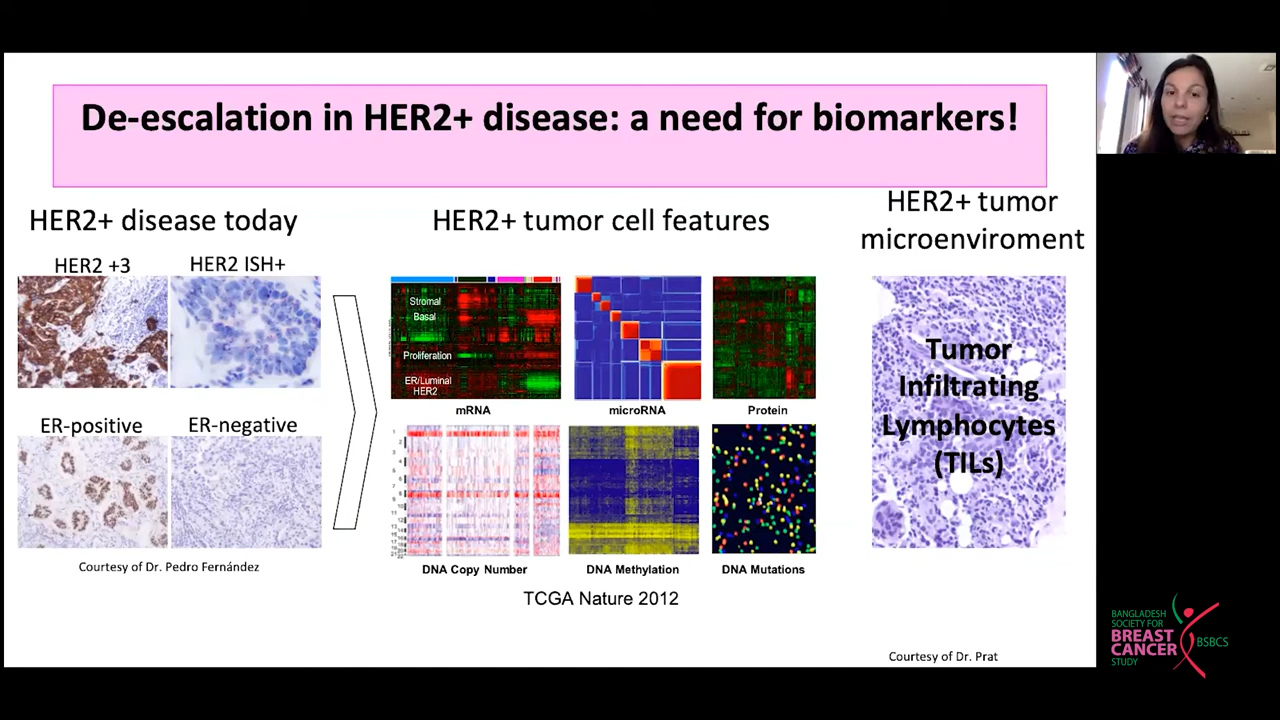 De-escalation in HER2+ disease: a need for biomarkers!
HER2+ disease today
HER2 +3
HER2 ISH+
ER-positive
ER-negative
Courtesy of Dr. Pedro Fernández
HER2+ tumor cell features
Stromal
Basal
Proliferation
ER/Luminal
HER2
mRNA
microRNA
Protein
DNA Copy Number
DNA Methylation
DNA Mutations
TCGA Nature 2012
HER2+ tumor
microenviroment
Tumor
Infiltrating
Lymphocytes
(TILs)
Courtesy of Dr. Prat
BANGLADESH
SOCIETY FOR
BREAST
CANCER
STUDY
BSBCS